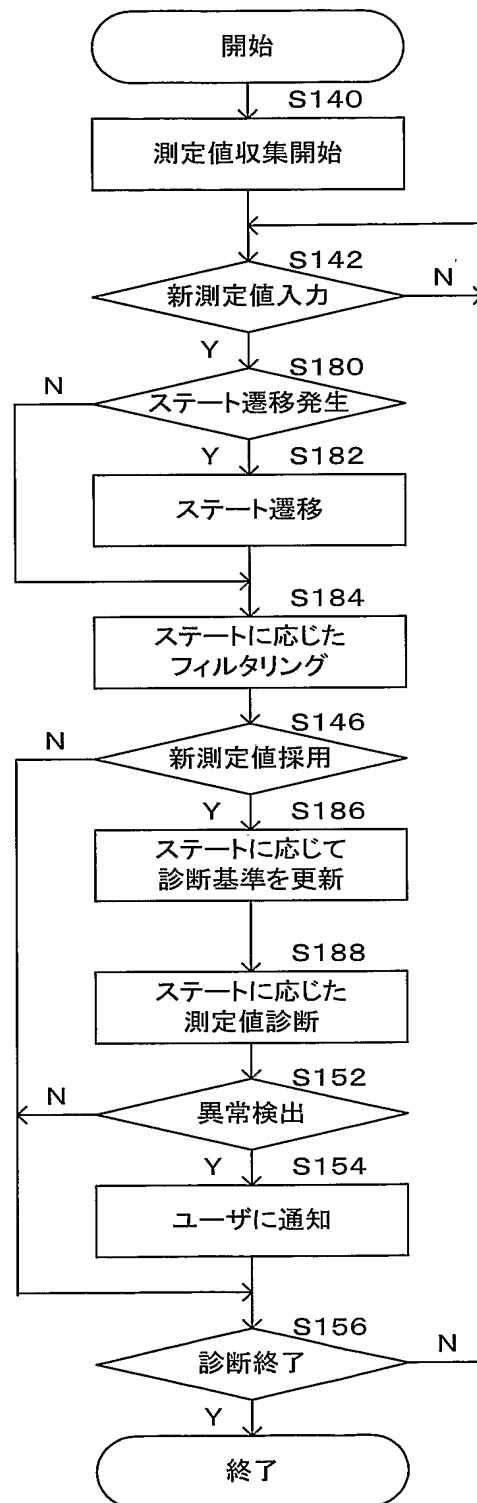 開始
S140
測定値収集開始
S142
新測定値入力
N
Y
S180
N
ステート遷移発生
Y
S182
ステート遷移
S184
ステートに応じた
フィルタリング
S146
N
新測定値採用
Y
S186
ステートに応じて
診断基準を更新
S188
ステートに応じた
測定値診断
S152
N
異常検出
Y
S154
ユーザに通知
S156
診断終了
N
Y
終了